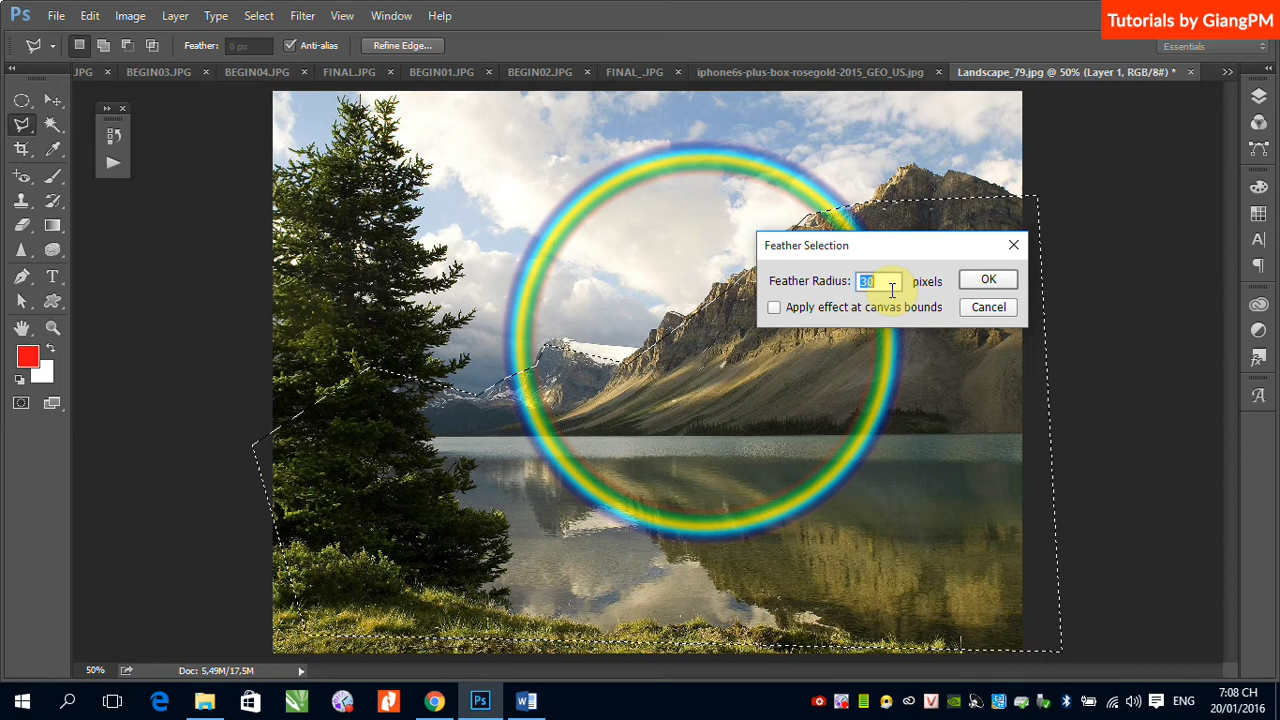 Tutorials by GiangPM
Ps File Edit Image Layer Type Select Filter View Window Help
Feather: 0 px Anti-alias Refine Edge... Essentials
JPG × BEGIN03.JPG × BEGIN04.JPG × FINAL.JPG × BEGIN01.JPG × BEGIN02.JPG × FINAL_.JPG × iphone6s-plus-box-rosegold-2015_GEO_US.jpg × Landscape_79.jpg @ 50% (Layer 1, RGB/8#) * ×
Feather Selection
Feather Radius: 30 pixels OK
Apply effect at canvas bounds Cancel
50% Doc: 5,49M/17,5M
ENG 7:08 CH
20/01/2016